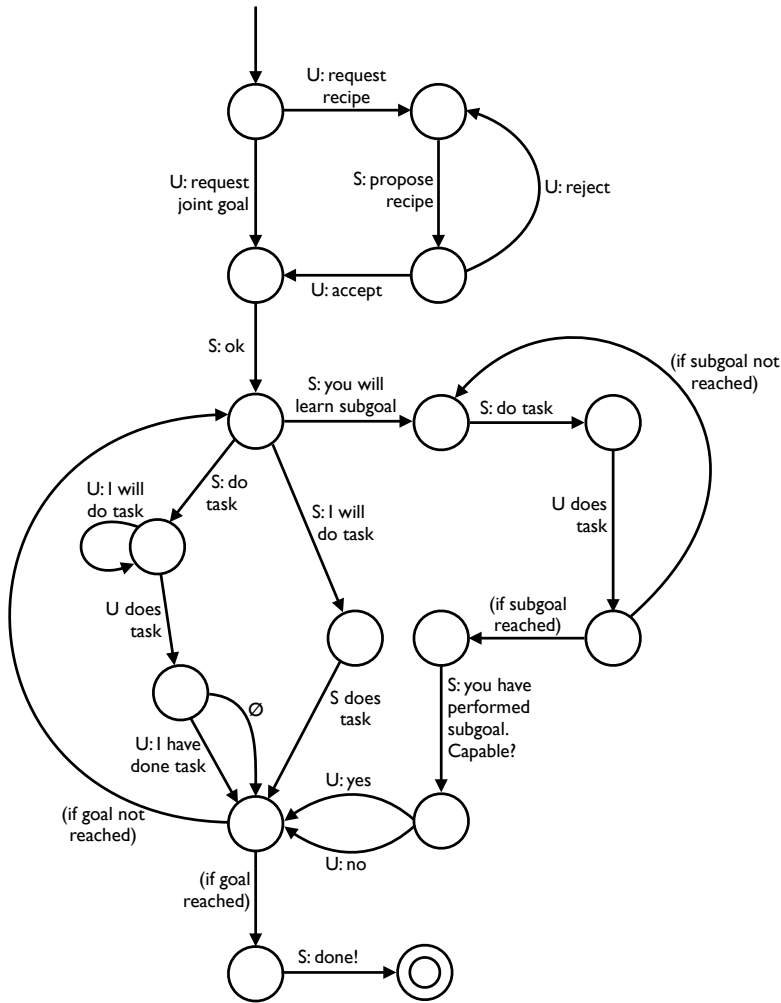 U: request
recipe
U: request
joint goal
S: propose
recipe
U: reject
U: accept
S: ok
S: you will
learn subgoal
(if subgoal not
reached)
S: do task
U: I will
do task
S: do
task
S: I will
do task
U does
task
U does
task
(if subgoal
reached)
S: you have
performed
subgoal.
Capable?
Ø
S does
task
U: I have
done task
U: yes
(if goal not
reached)
U: no
(if goal
reached)
S: done!